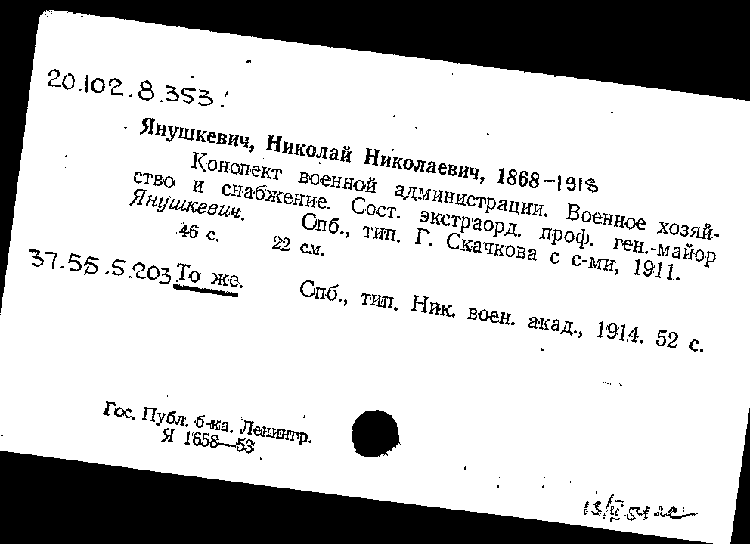 20.102.8.353.
Янушкевич, Николай Николаевич, 1868-1918
Конспект военной администрации. Военное хозяй-
ство и снабжение. Сост. экстраорд. проф. ген.-майор
Янушкевич. Спб., тип. Г. Скачкова с с-ми, 1911.
46 с. 22 см.
37.55.5.203 То же. Спб., тип. Ник. воен. акад., 1914. 52 с.
Гос. Публ. б-ка. Ленингр.
Я 1658—53